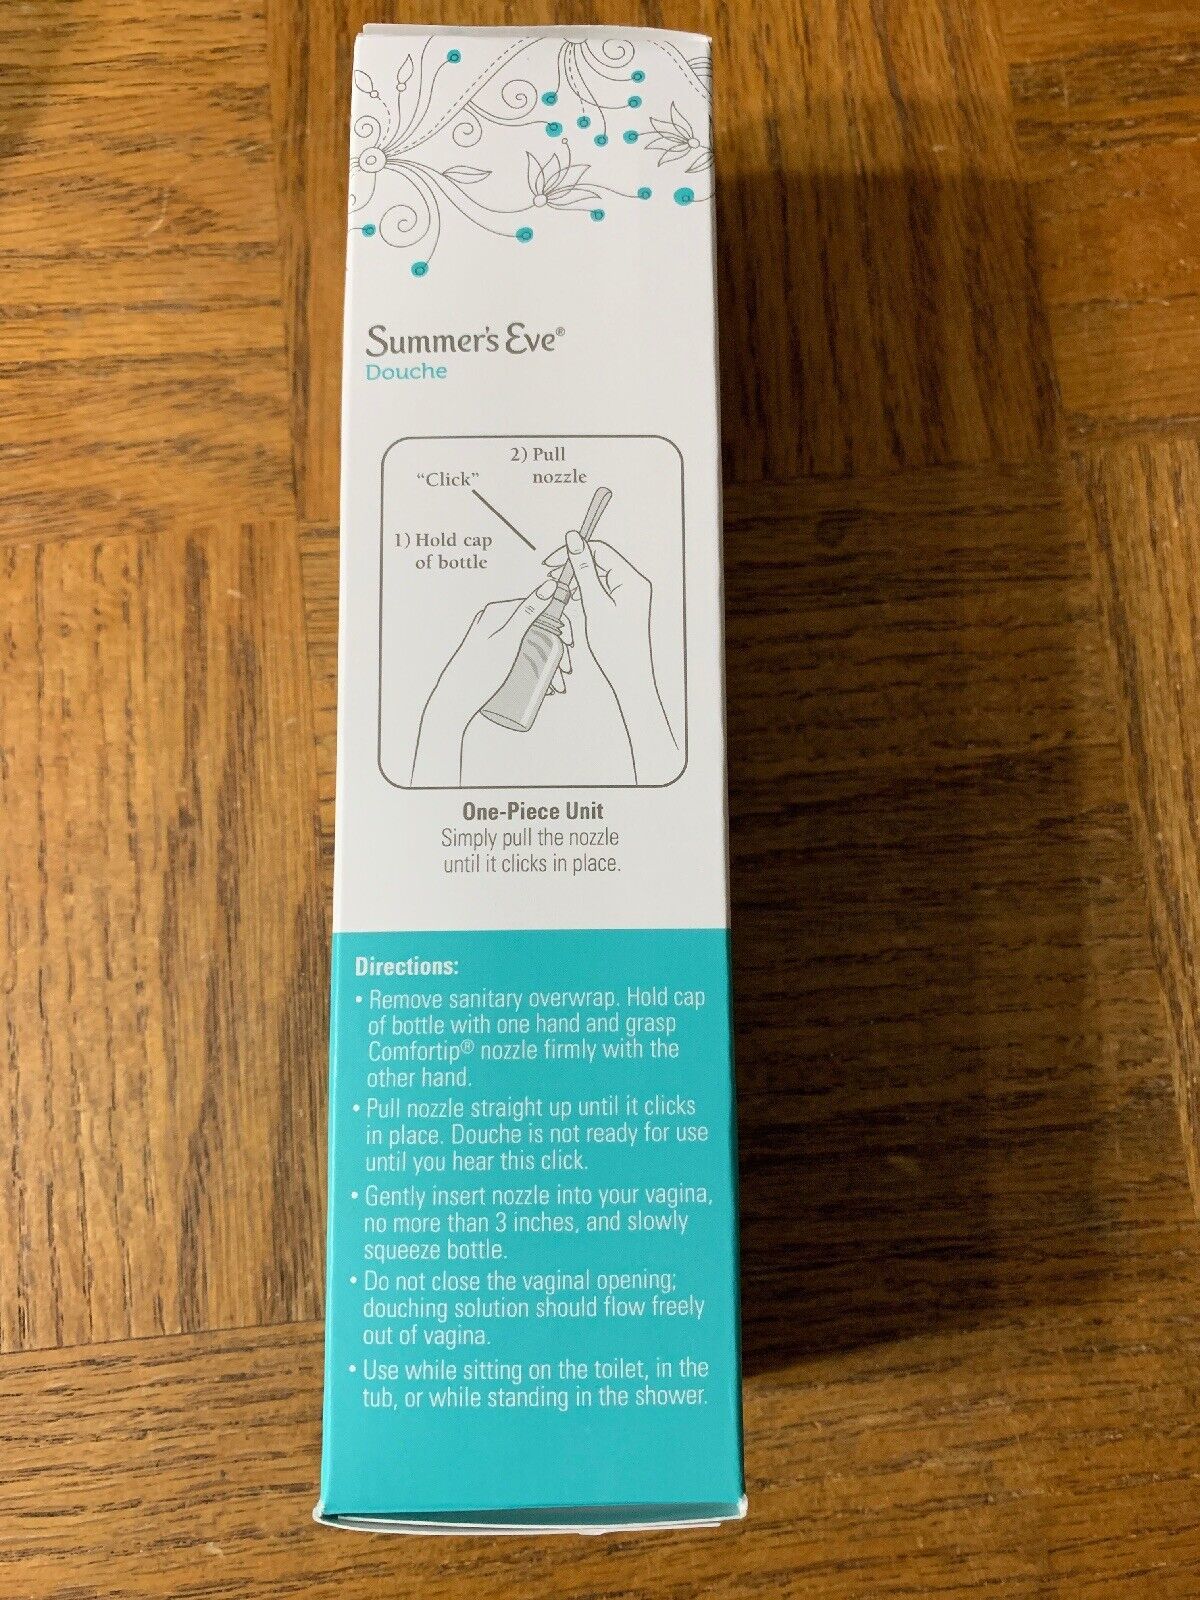 Summer's Eve®
Douche
2) Pull
nozzle
"Click"
1) Hold cap
of bottle
One-Piece Unit
Simply pull the nozzle
until it clicks in place.
Directions:
• Remove sanitary overwrap. Hold cap
of bottle with one hand and grasp
Comfortip® nozzle firmly with the
other hand.
• Pull nozzle straight up until it clicks
in place. Douche is not ready for use
until you hear this click.
• Gently insert nozzle into your vagina,
no more than 3 inches, and slowly
squeeze bottle.
• Do not close the vaginal opening;
douching solution should flow freely
out of vagina.
• Use while sitting on the toilet, in the
tub, or while standing in the shower.